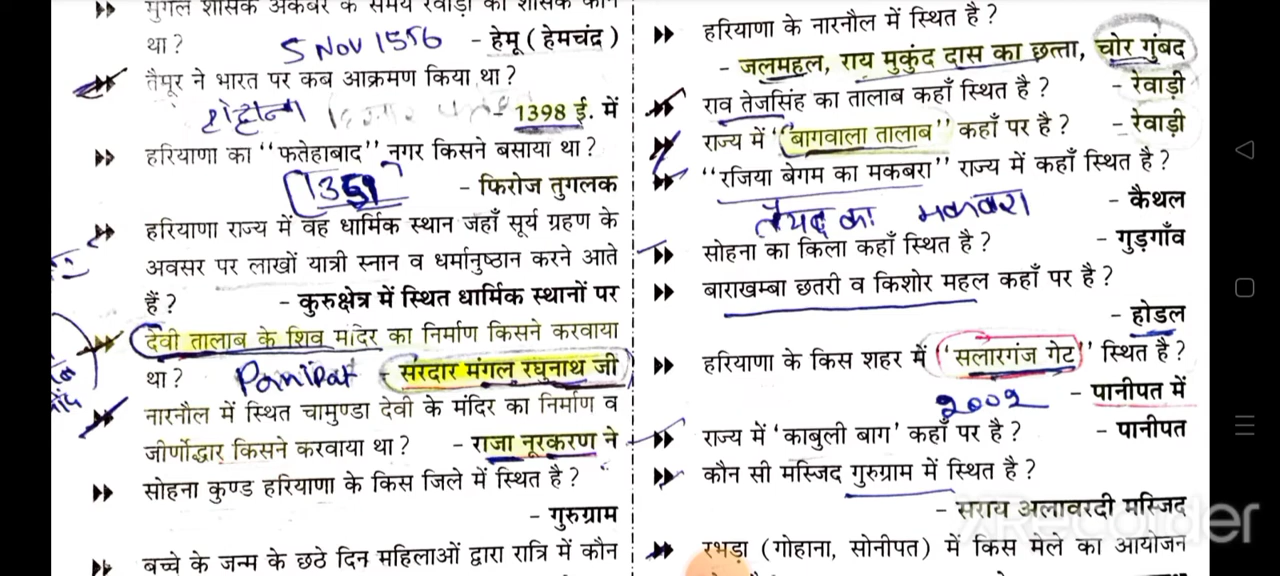 मुगल शासक अकबर के समय रेवाड़ी का शासक कौन
था? 5 Nov 1556 - हेमू (हेमचंद्र)
तैमूर ने भारत पर कब आक्रमण किया था?
- 1398 ई. में
हरियाणा का “फतेहाबाद” नगर किसने बसाया था?
1351 - फिरोज तुगलक
हरियाणा राज्य में वह धार्मिक स्थान जहाँ सूर्य ग्रहण के
अवसर पर लाखों यात्री स्नान व धर्मानुष्ठान करने आते
हैं? - कुरुक्षेत्र में स्थित धार्मिक स्थानों पर
देवी तालाब के शिव मंदिर का निर्माण किसने करवाया
था? Panipat - सरदार मंगल रघुनाथ जी
नारनौल में स्थित चामुण्डा देवी के मंदिर का निर्माण व
जीर्णोद्धार किसने करवाया था? - राजा नूरकरण ने
सोहना कुण्ड हरियाणा के किस जिले में स्थित है?
- गुरुग्राम
बच्चे के जन्म के छठे दिन महिलाओं द्वारा रात्रि में कौन
हरियाणा के नारनौल में स्थित है?
- जलमहल, राय मुकुंद दास का छत्ता, चोर गुंबद
राव तेजसिंह का तालाब कहाँ स्थित है? - रेवाड़ी
राज्य में “बागवाला तालाब” कहाँ पर है? - रेवाड़ी
“रजिया बेगम का मकबरा” राज्य में कहाँ स्थित है?
का मकबरा - कैथल
सोहना का किला कहाँ स्थित है? - गुड़गाँव
बाराखम्बा छतरी व किशोर महल कहाँ पर है?
- होडल
हरियाणा के किस शहर में “सलारगंज गेट” स्थित है?
2002 - पानीपत में
राज्य में ‘काबुली बाग’ कहाँ पर है? - पानीपत
कौन सी मस्जिद गुरुग्राम में स्थित है?
- सराय अलावरदी मस्जिद
XRecorder
रभड़ा (गोहाना, सोनीपत) में किस मेले का आयोजन